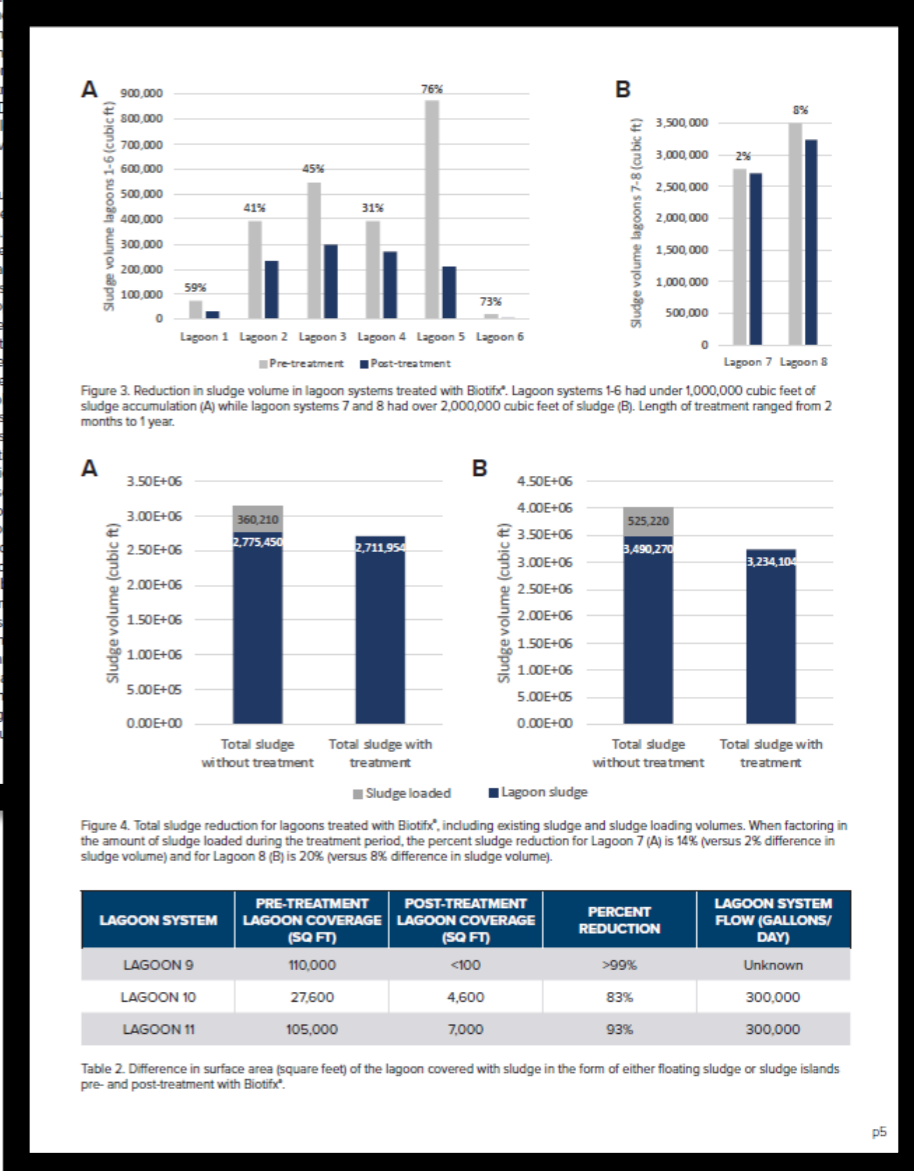 A
Sludge volume lagoons 1-6 (cubic ft)
900,000
800,000
700,000
600,000
500,000
400,000
300,000
200,000
100,000
0
59%
41%
45%
31%
76%
73%
Lagoon 1 Lagoon 2 Lagoon 3 Lagoon 4 Lagoon 5 Lagoon 6
Pre-treatment Post-treatment
B
Sludge volume lagoons 7-8 (cubic ft)
3,500,000
3,000,000
2,500,000
2,000,000
1,500,000
1,000,000
500,000
0
2%
8%
Lagoon 7 Lagoon 8
Figure 3. Reduction in sludge volume in lagoon systems treated with Biotifx®. Lagoon systems 1-6 had under 1,000,000 cubic feet of
sludge accumulation (A) while lagoon systems 7 and 8 had over 2,000,000 cubic feet of sludge (B). Length of treatment ranged from 2
months to 1 year.
A
Sludge volume (cubic ft)
3.50E+06
3.00E+06
2.50E+06
2.00E+06
1.50E+06
1.00E+06
5.00E+05
0.00E+00
360,210
2,775,450
2,711,954
Total sludge without treatment
Total sludge with treatment
B
Sludge volume (cubic ft)
4.50E+06
4.00E+06
3.50E+06
3.00E+06
2.50E+06
2.00E+06
1.50E+06
1.00E+06
5.00E+05
0.00E+00
525,220
3,490,270
3,234,104
Total sludge without treatment
Total sludge with treatment
Sludge loaded Lagoon sludge
Figure 4. Total sludge reduction for lagoons treated with Biotifx®, including existing sludge and sludge loading volumes. When factoring in
the amount of sludge loaded during the treatment period, the percent sludge reduction for Lagoon 7 (A) is 14% (versus 2% difference in
sludge volume) and for Lagoon 8 (B) is 20% (versus 8% difference in sludge volume).
LAGOON SYSTEM PRE-TREATMENT LAGOON COVERAGE (SQ FT) POST-TREATMENT LAGOON COVERAGE (SQ FT) PERCENT REDUCTION LAGOON SYSTEM FLOW (GALLONS/ DAY)
LAGOON 9 110,000 <100 >99% Unknown
LAGOON 10 27,600 4,600 83% 300,000
LAGOON 11 105,000 7,000 93% 300,000
Table 2. Difference in surface area (square feet) of the lagoon covered with sludge in the form of either floating sludge or sludge islands
pre- and post-treatment with Biotifx®.
p5